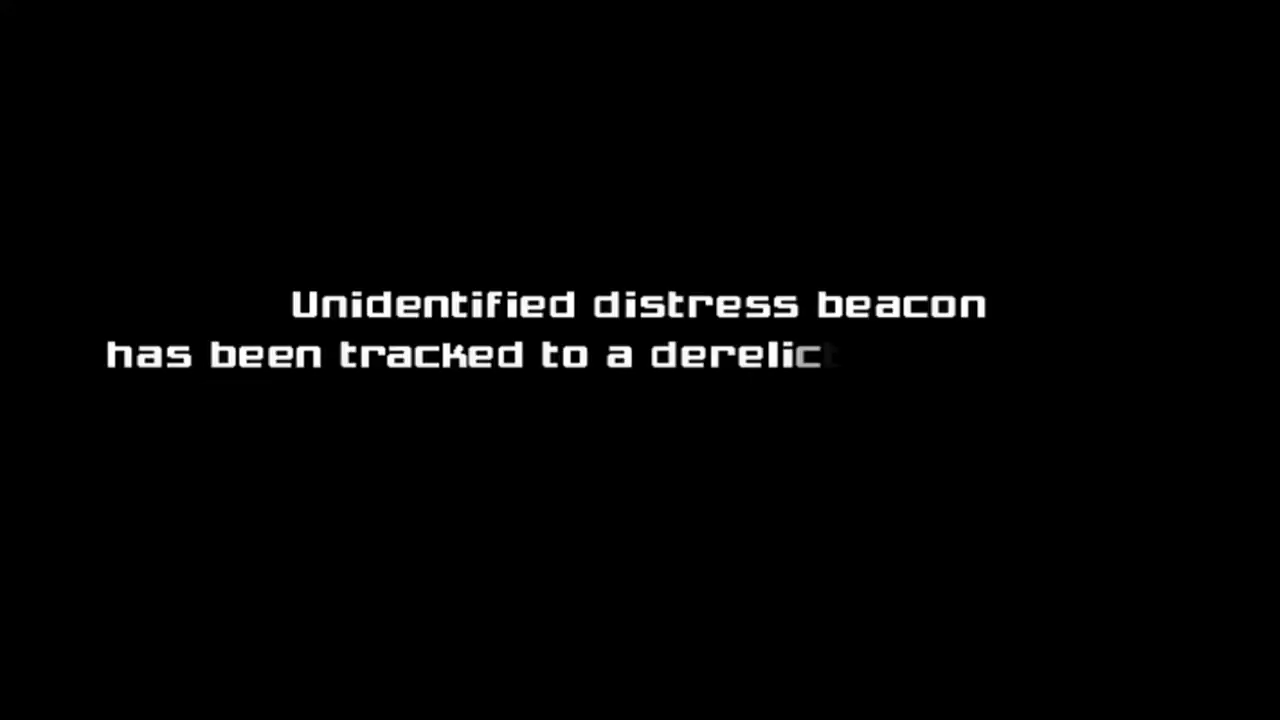 Unidentified distress beacon
has been tracked to a derelict